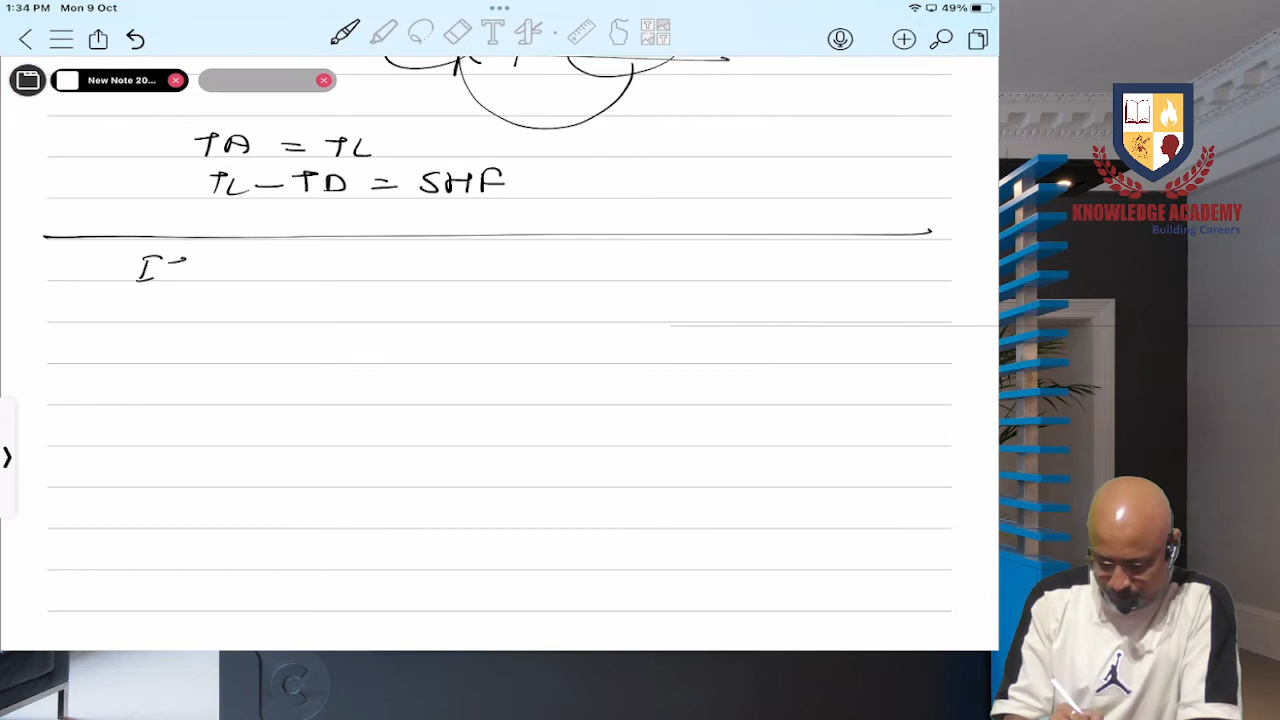 1:34 PM Mon 9 Oct
49%
New Note 20...
TA = TL
TL - TD = SHF
KNOWLEDGE ACADEMY
Building Careers